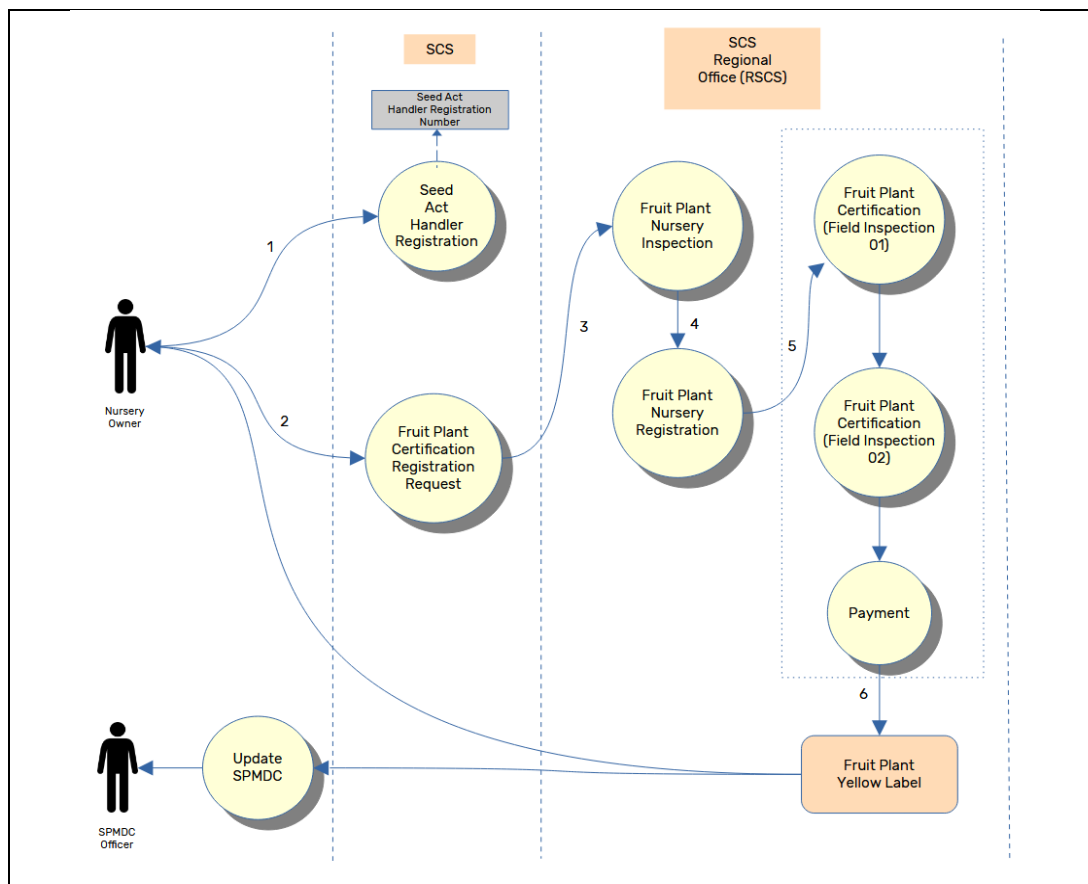 SCS
SCS
Regional
Office (RSCS)
Seed Act
Handler Registration
Number
Seed
Act
Handler
Registration
Fruit Plant
Nursery
Inspection
Fruit Plant
Certification
(Field Inspection
01)
1
3
4
5
Nursery
Owner
2
Fruit Plant
Certification
Registration
Request
Fruit Plant
Nursery
Registration
Fruit Plant
Certification
(Field Inspection
02)
Payment
6
SPMDC
Officer
Update
SPMDC
Fruit Plant
Yellow Label